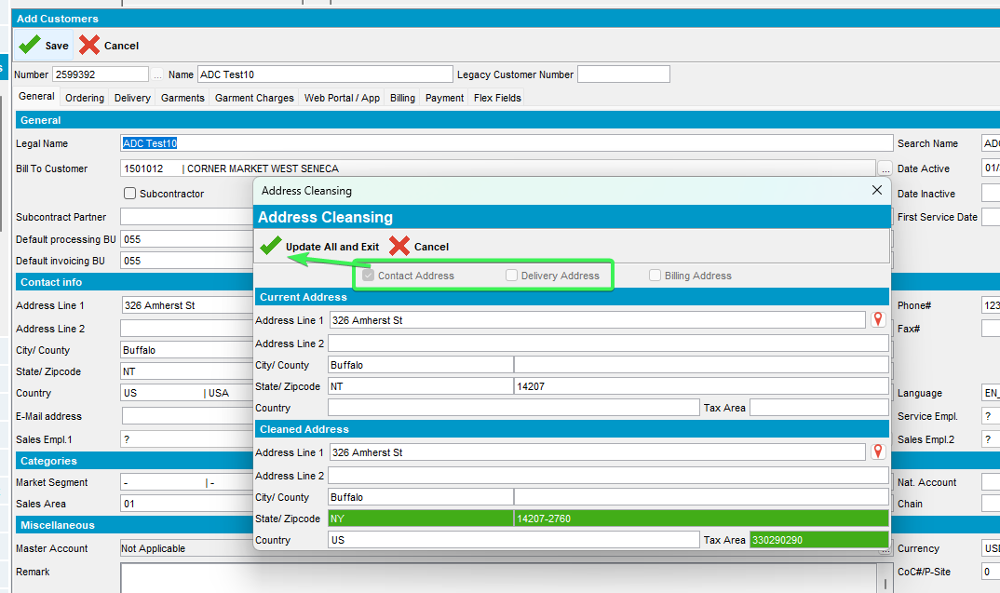 Add Customers
Save Cancel
Number 2599392 ... Name ADC Test10 Legacy Customer Number
General Ordering Delivery Garments Garment Charges Web Portal / App Billing Payment Flex Fields
General
Legal Name ADC Test10 Search Name ADC
Bill To Customer 1501012 | CORNER MARKET WEST SENECA ... Date Active 01/
Subcontractor Date Inactive
Subcontract Partner First Service Date
Default processing BU 055
Default invoicing BU 055
Contact info
Address Line 1 326 Amherst St Phone# 123
Address Line 2 Fax#
City/ County Buffalo
State/ Zipcode NT
Country US | USA Language EN_
E-Mail address Service Empl. ?
Sales Empl.1 ? Sales Empl.2 ?
Categories
Market Segment - | - Nat. Account
Sales Area 01 Chain
Miscellaneous
Master Account Not Applicable ... Currency USD
Remark CoC#/P-Site 0
Address Cleansing
Address Cleansing
Update All and Exit Cancel
Contact Address Delivery Address Billing Address
Current Address
Address Line 1 326 Amherst St
Address Line 2
City/ County Buffalo
State/ Zipcode NT 14207
Country Tax Area
Cleaned Address
Address Line 1 326 Amherst St
Address Line 2
City/ County Buffalo
State/ Zipcode NY 14207-2760
Country US Tax Area 330290290